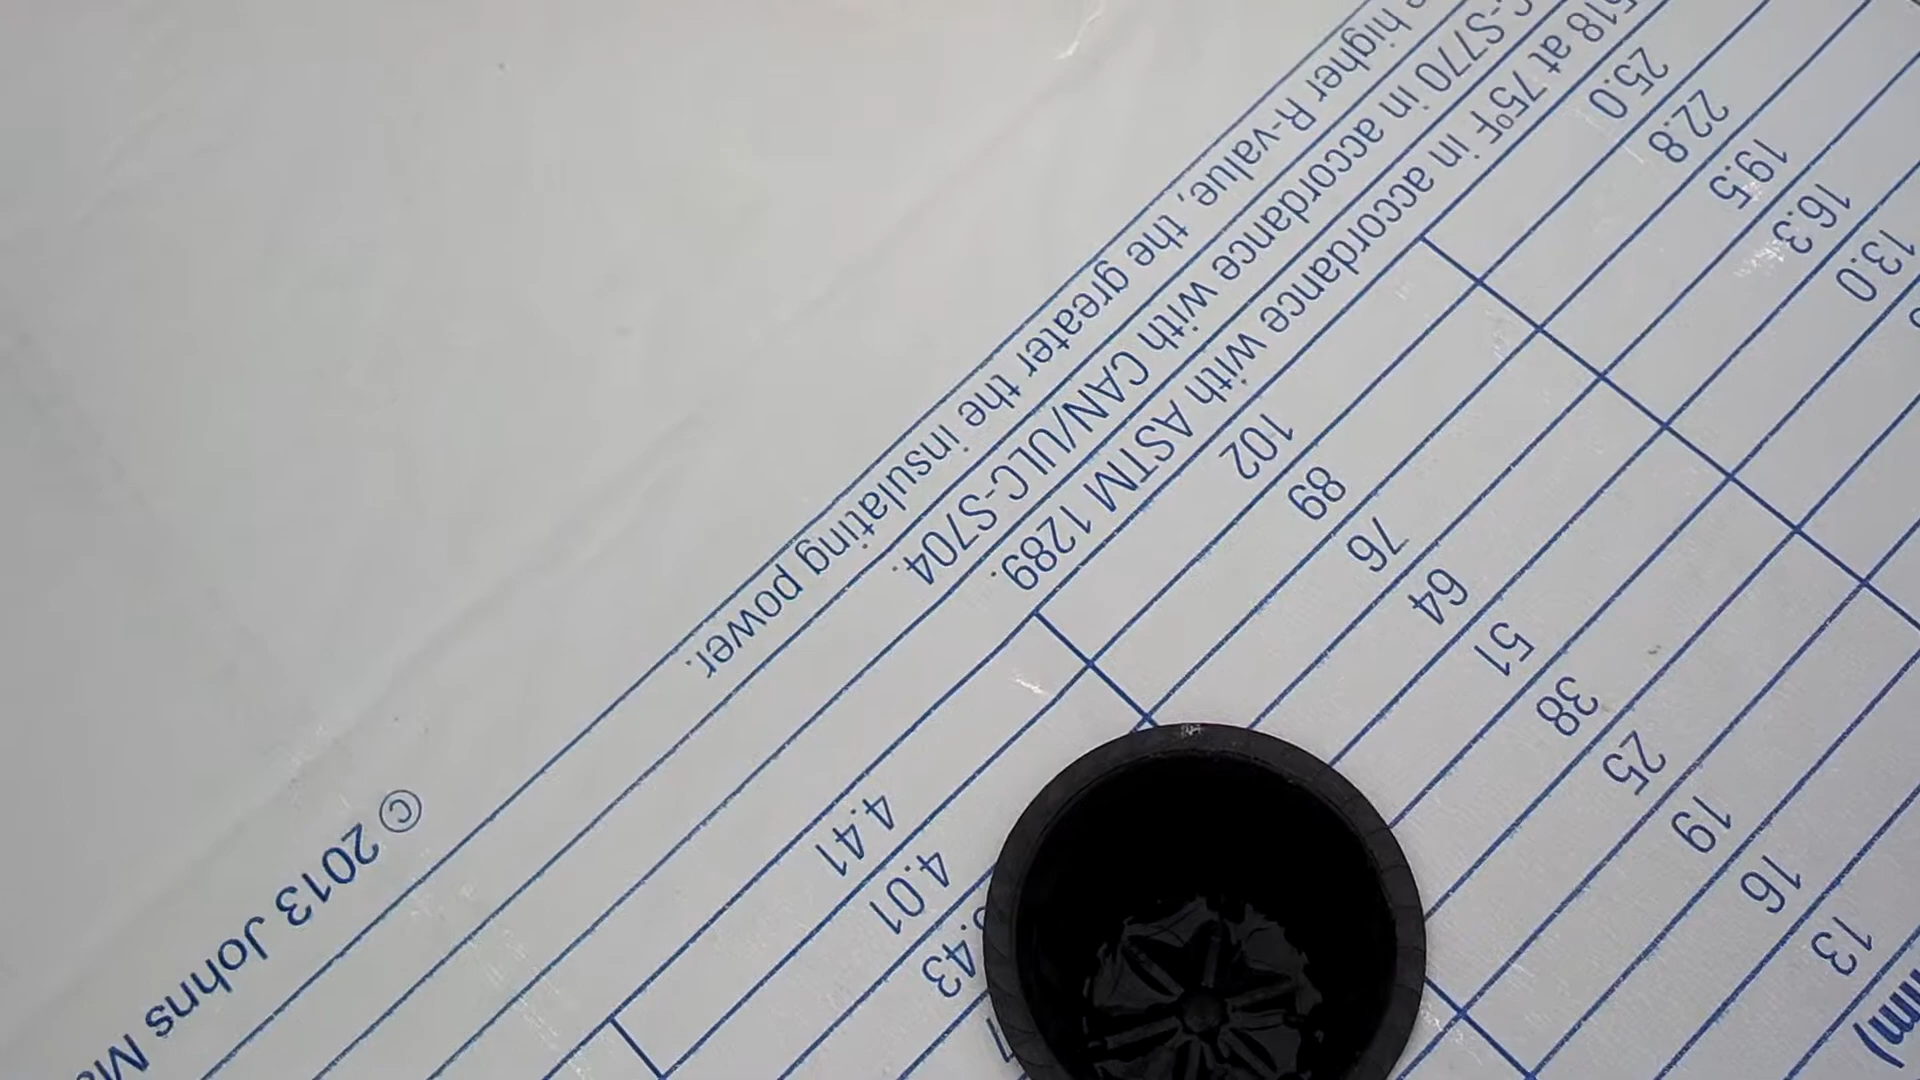 mm)
13
16
19
25
38
13.0 51
16.3 64
19.5 76 .43
22.8 89 4.01
25.0 102 4.41
518 at 75°F in accordance with ASTM 1289.
C-S770 in accordance with CAN/ULC-S704.
higher R-value, the greater the insulating power.
© 2013 Johns